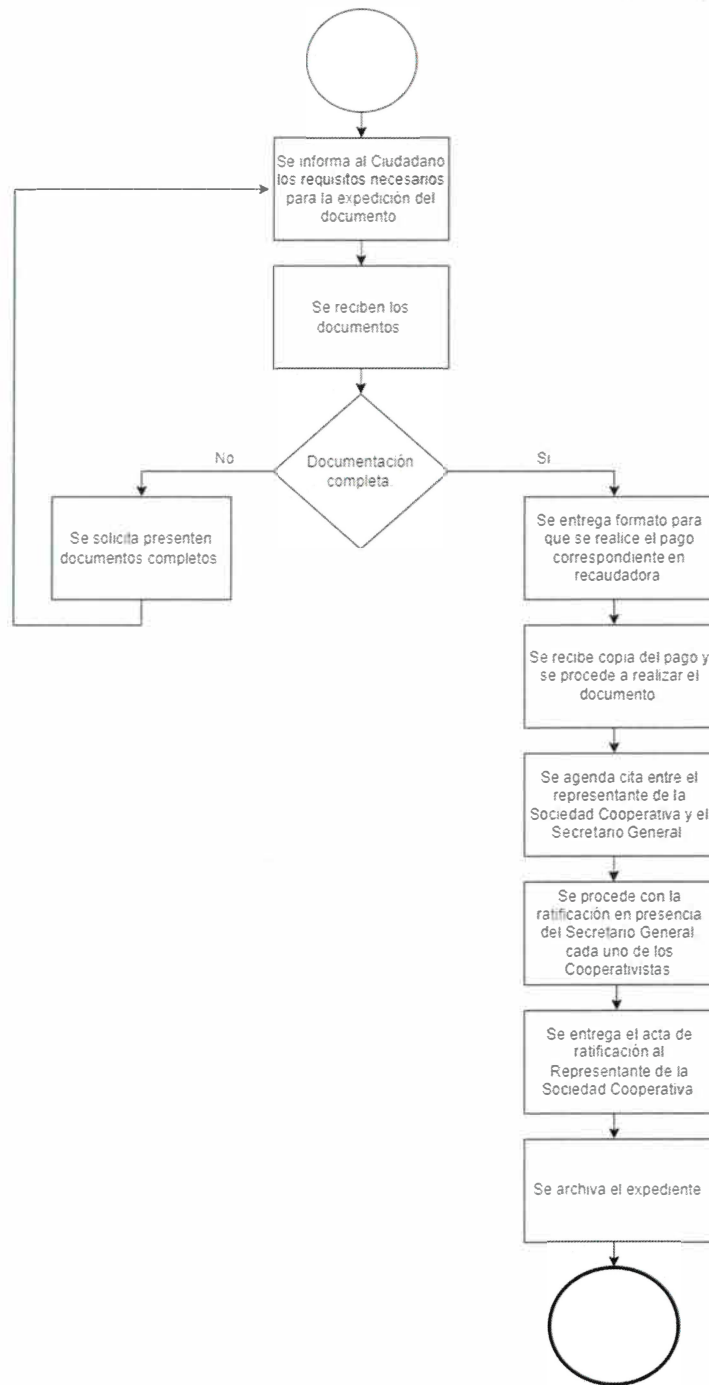 Se informa al Ciudadano
los requisitos necesarios
para la expedición del
documento
Se reciben los
documentos
Documentación
completa
No
Si
Se solicita presenten
documentos completos
Se entrega formato para
que se realice el pago
correspondiente en
recaudadora
Se recibe copia del pago y
se procede a realizar el
documento
Se agenda cita entre el
representante de la
Sociedad Cooperativa y el
Secretario General
Se procede con la
ratificación en presencia
del Secretario General
cada uno de los
Cooperativistas
Se entrega el acta de
ratificación al
Representante de la
Sociedad Cooperativa
Se archiva el expediente